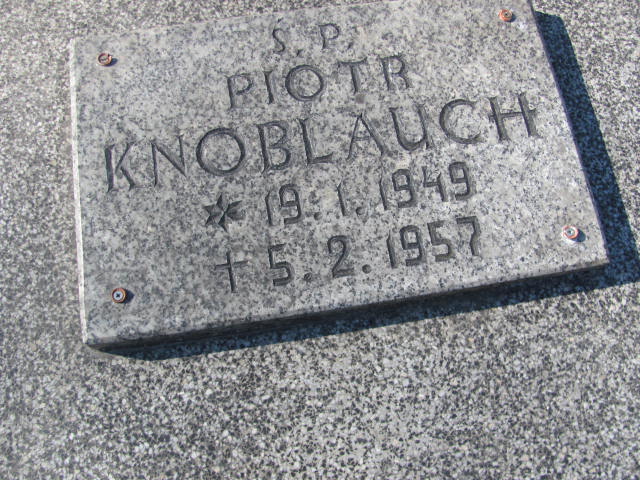 Ś. P.
PIOTR
KNOBLAUCH
* 19. 1. 1949
† 5. 2. 1957